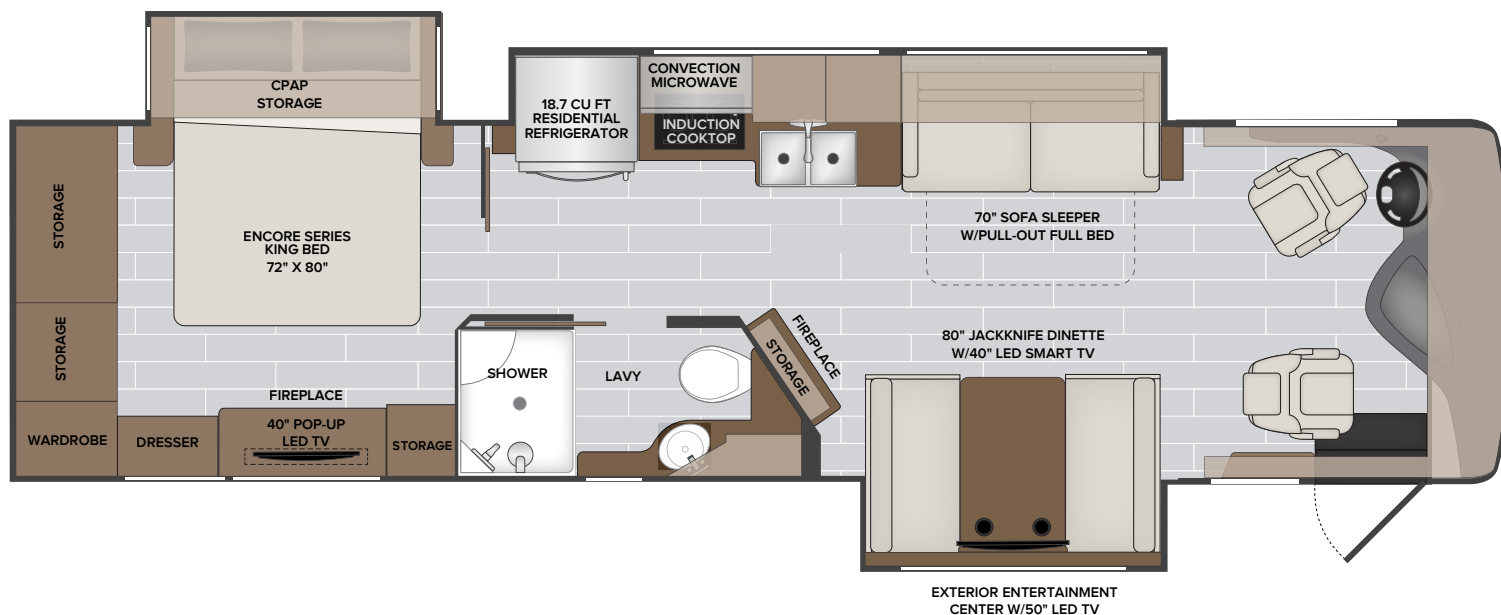 CPAP
STORAGE
CONVECTION
MICROWAVE
18.7 CU FT
RESIDENTIAL
REFRIGERATOR
INDUCTION
COOKTOP
STORAGE
ENCORE SERIES
KING BED
72" X 80"
70" SOFA SLEEPER
W/PULL-OUT FULL BED
STORAGE
FIREPLACE
STORAGE
80" JACKKNIFE DINETTE
W/40" LED SMART TV
SHOWER
LAVY
FIREPLACE
WARDROBE
DRESSER
40" POP-UP
LED TV
STORAGE
EXTERIOR ENTERTAINMENT
CENTER W/50" LED TV